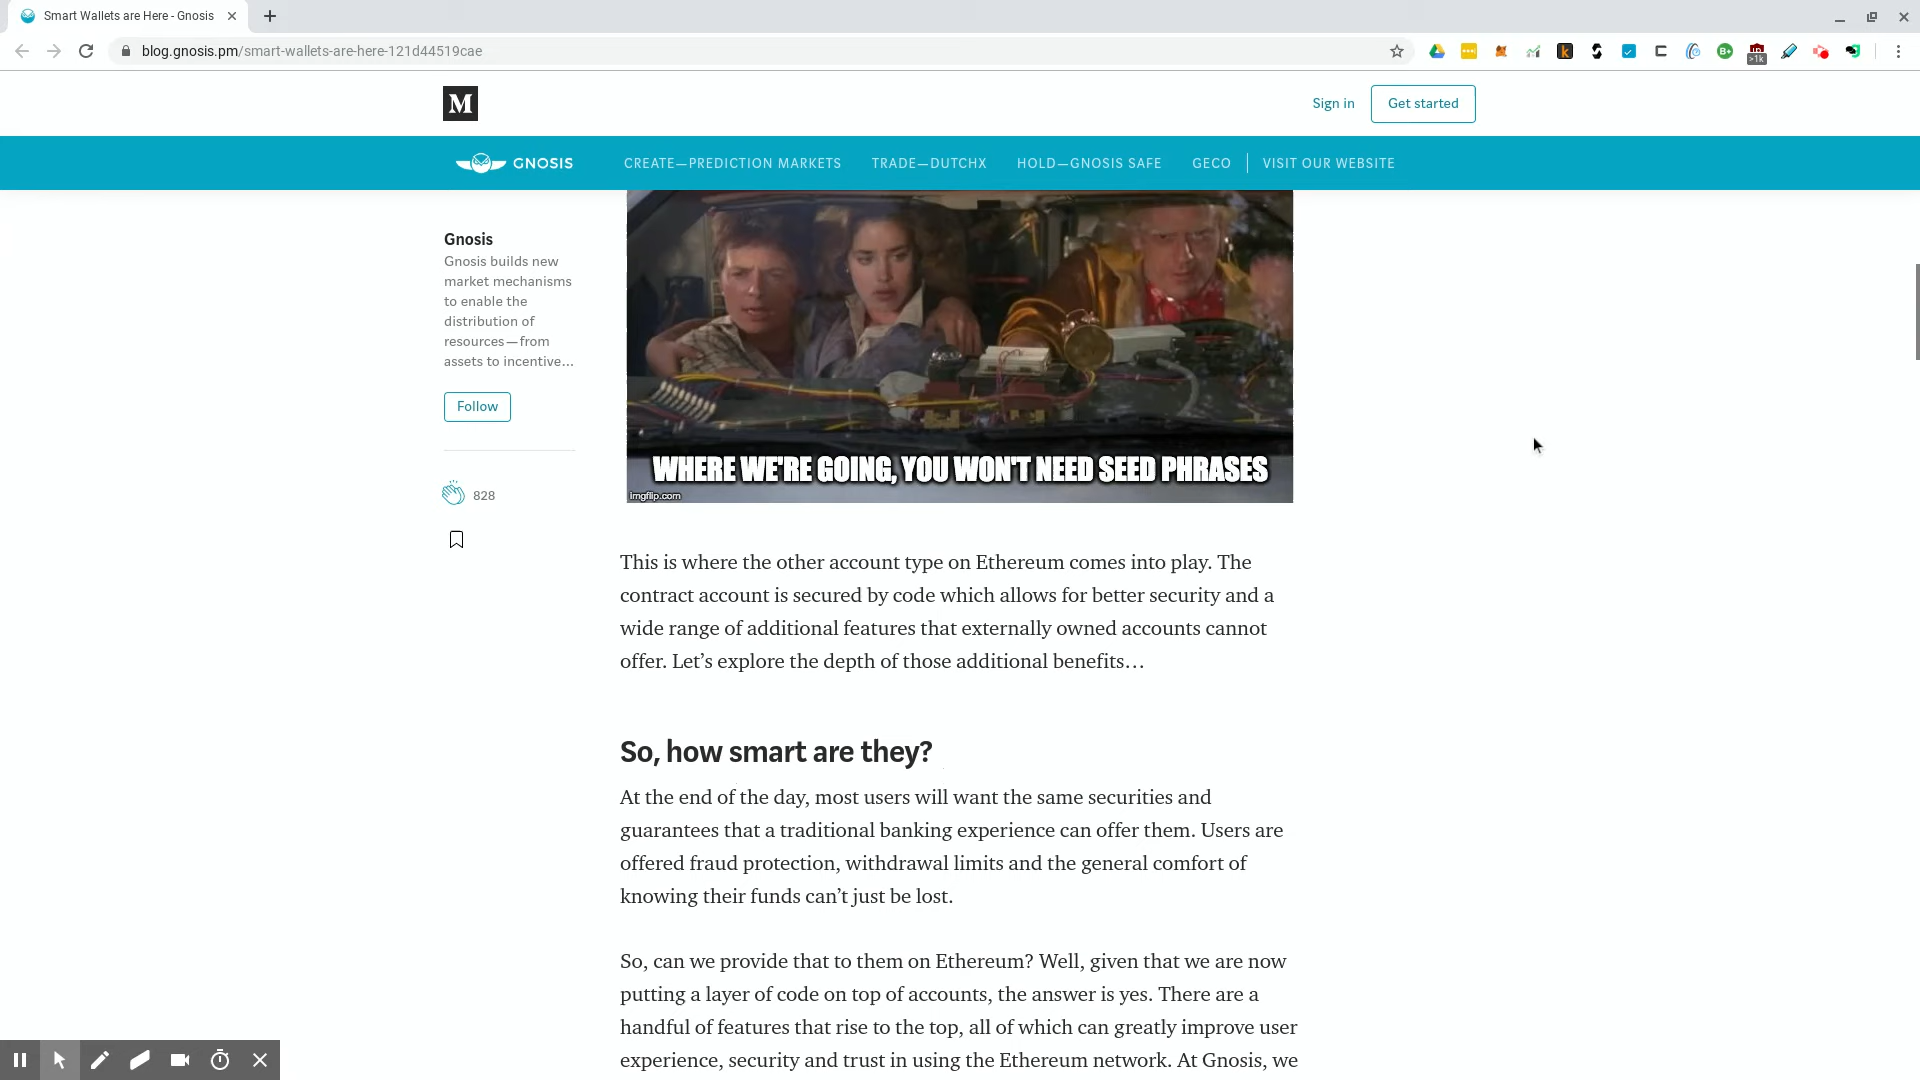 Smart Wallets are Here - Gnosis
blog.gnosis.pm/smart-wallets-are-here-121d44519cae
>1k
M
Sign in
Get started
GNOSIS
CREATE—PREDICTION MARKETS
TRADE—DUTCHX
HOLD—GNOSIS SAFE
GECO
VISIT OUR WEBSITE
Gnosis
Gnosis builds new
market mechanisms
to enable the
distribution of
resources — from
assets to incentive…
Follow
828
WHERE WE'RE GOING, YOU WON'T NEED SEED PHRASES
imgflip.com
This is where the other account type on Ethereum comes into play. The
contract account is secured by code which allows for better security and a
wide range of additional features that externally owned accounts cannot
offer. Let’s explore the depth of those additional benefits…
So, how smart are they?
At the end of the day, most users will want the same securities and
guarantees that a traditional banking experience can offer them. Users are
offered fraud protection, withdrawal limits and the general comfort of
knowing their funds can’t just be lost.
So, can we provide that to them on Ethereum? Well, given that we are now
putting a layer of code on top of accounts, the answer is yes. There are a
handful of features that rise to the top, all of which can greatly improve user
experience, security and trust in using the Ethereum network. At Gnosis, we